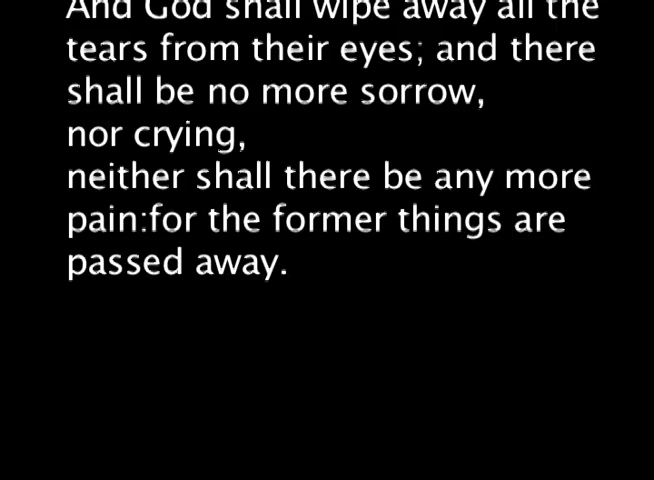 And God shall wipe away all the
tears from their eyes; and there
shall be no more sorrow,
nor crying,
neither shall there be any more
pain:for the former things are
passed away.